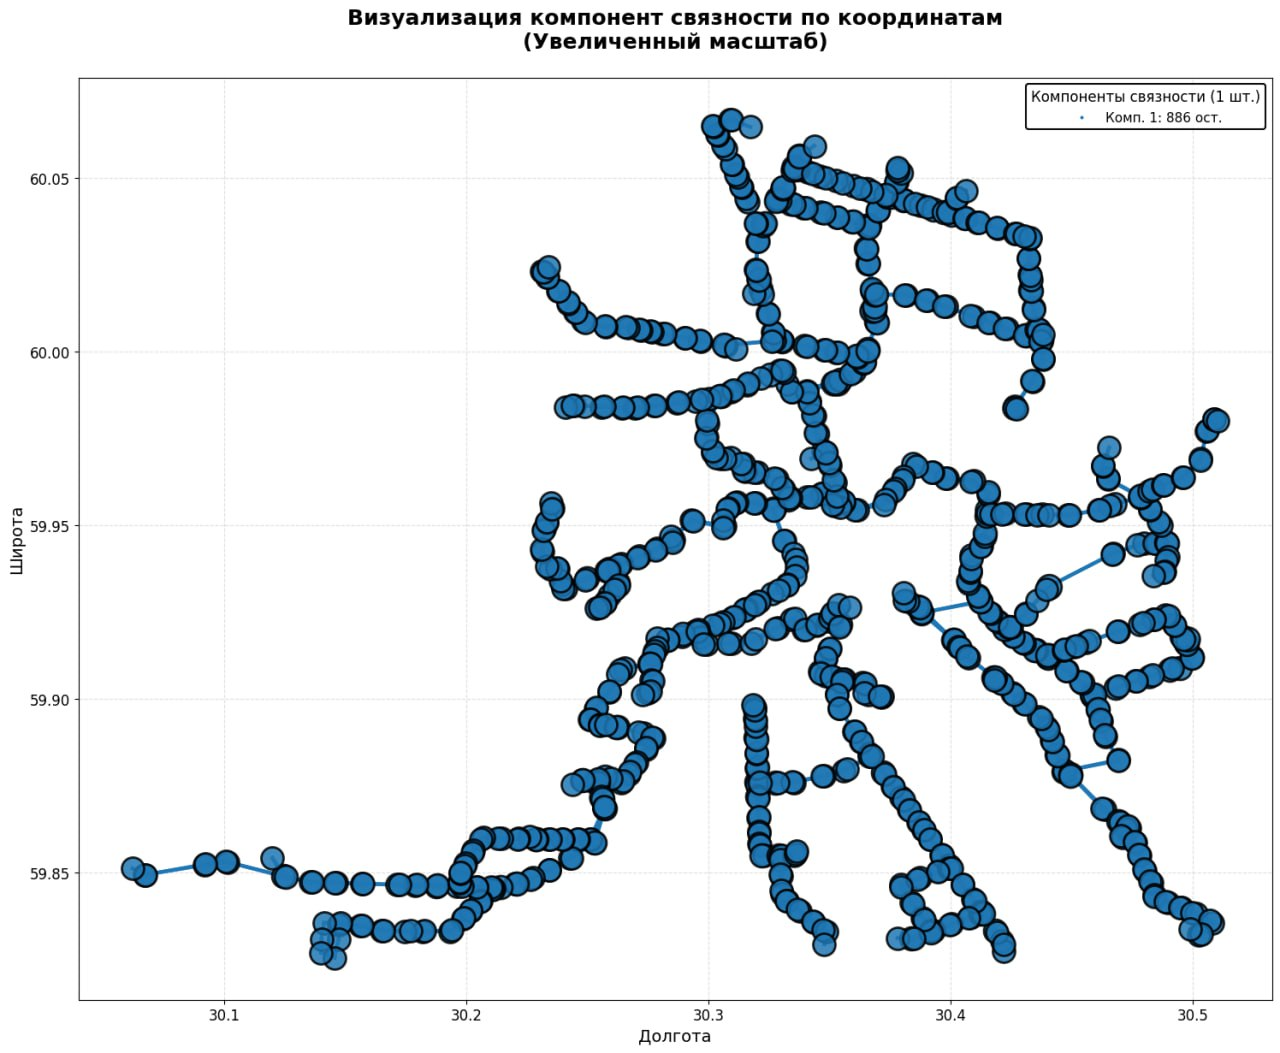 Визуализация компонент связности по координатам
(Увеличенный масштаб)
Компоненты связности (1 шт.)
Комп. 1: 886 ост.
60.05
60.00
59.95
59.90
59.85
Широта
30.1
30.2
30.3
30.4
30.5
Долгота